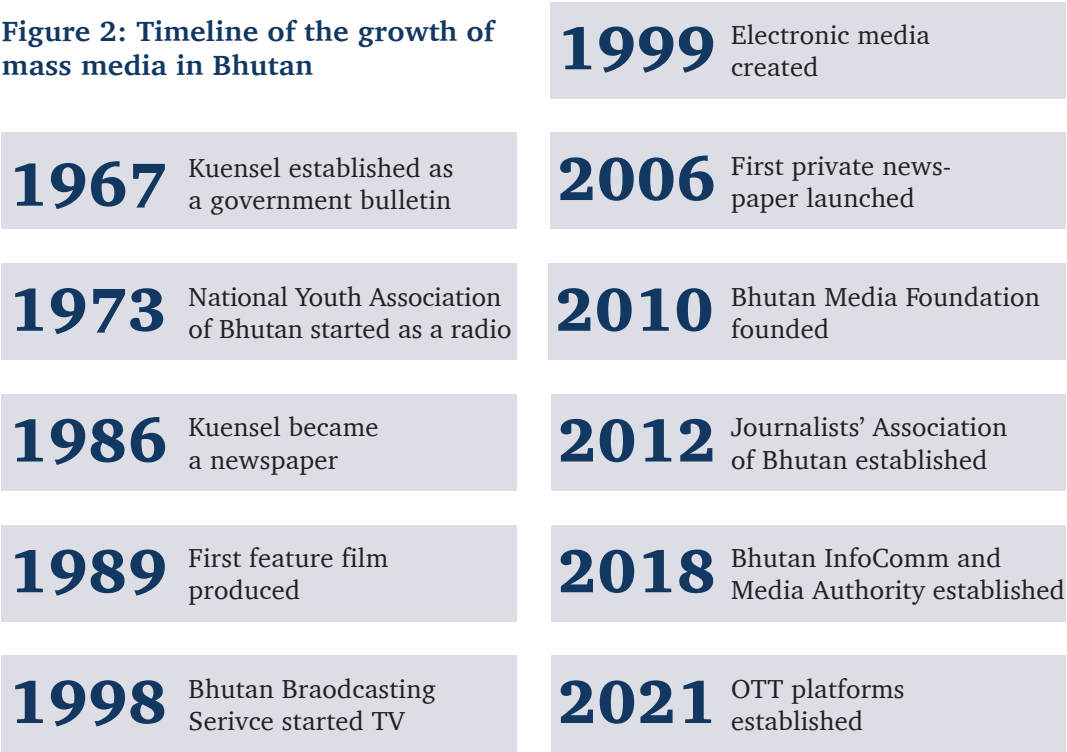 Figure 2: Timeline of the growth of
mass media in Bhutan
1967
Kuensel established as
a government bulletin
1973
National Youth Association
of Bhutan started as a radio
1986
Kuensel became
a newspaper
1989
First feature film
produced
1998
Bhutan Braodcasting
Serivce started TV
1999
Electronic media
created
2006
First private news-
paper launched
2010
Bhutan Media Foundation
founded
2012
Journalists’ Association
of Bhutan established
2018
Bhutan InfoComm and
Media Authority established
2021
OTT platforms
established